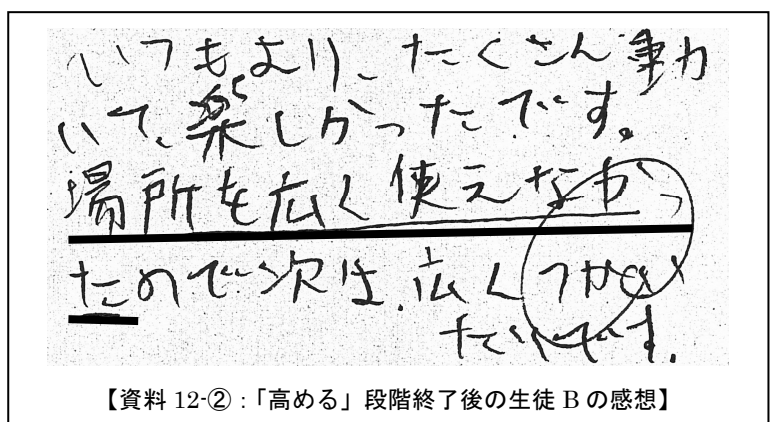 いつもより、たくさん動
いて、楽しかったです。
場所を広く使えなかっ
たので次は、広くつかい
たいです。
【資料 12-②：「高める」段階終了後の生徒 B の感想】